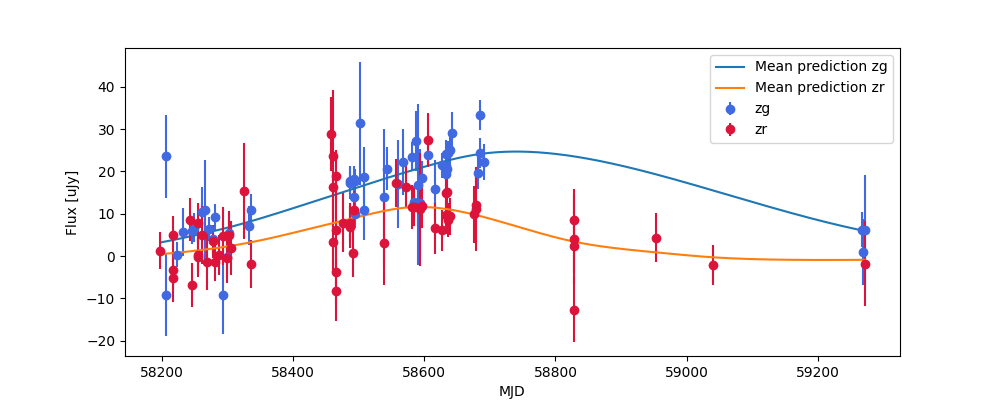 Mean prediction zg
Mean prediction zr
zg
zr
Flux [uJy]
40
30
20
10
0
−10
−20
58200 58400 58600 58800 59000 59200
MJD